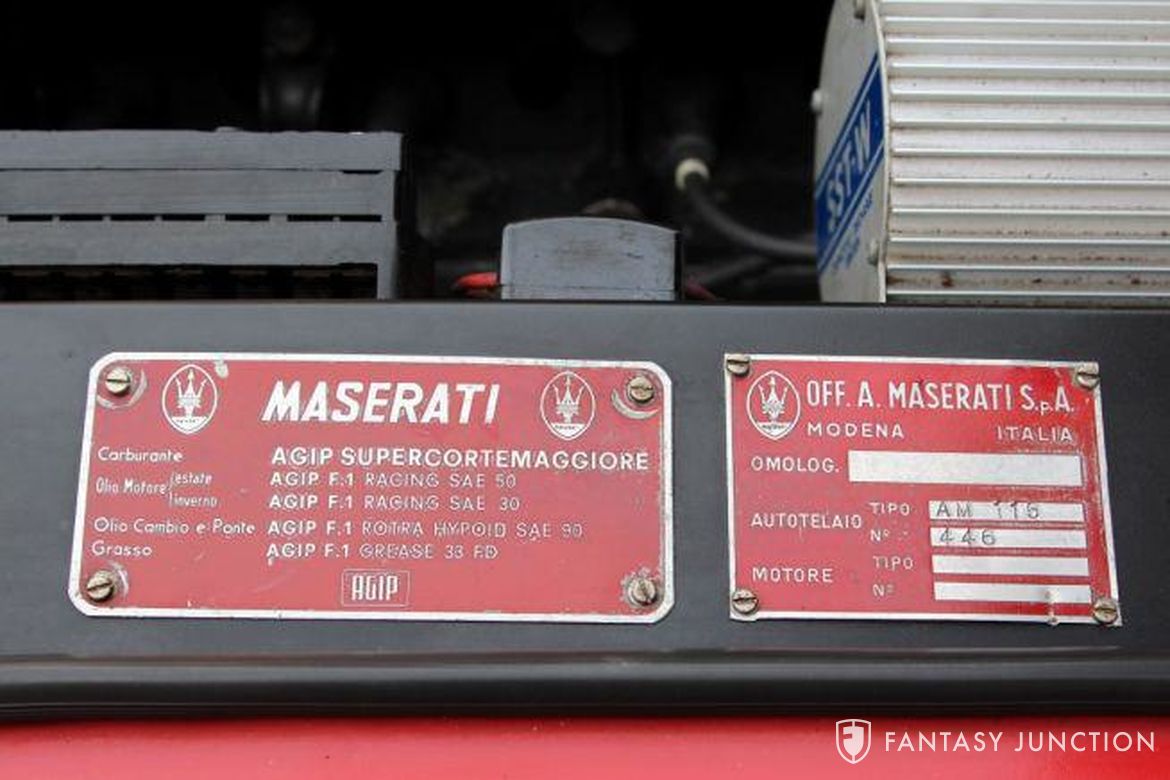 SST-W
MASERATI
Carburante AGIP SUPERCORTEMAGGIORE
Olio Motore estate AGIP F.1 RACING SAE 50
inverno AGIP F.1 RACING SAE 30
Olio Cambio e Ponte AGIP F.1 ROTRA HYPOID SAE 90
Grasso AGIP F.1 GREASE 33 FD
AGIP
OFF. A. MASERATI S.p.A.
MODENA ITALIA
OMOLOG.
AUTOTELAIO TIPO AM 115
N° 446
MOTORE TIPO
N°
FANTASY JUNCTION